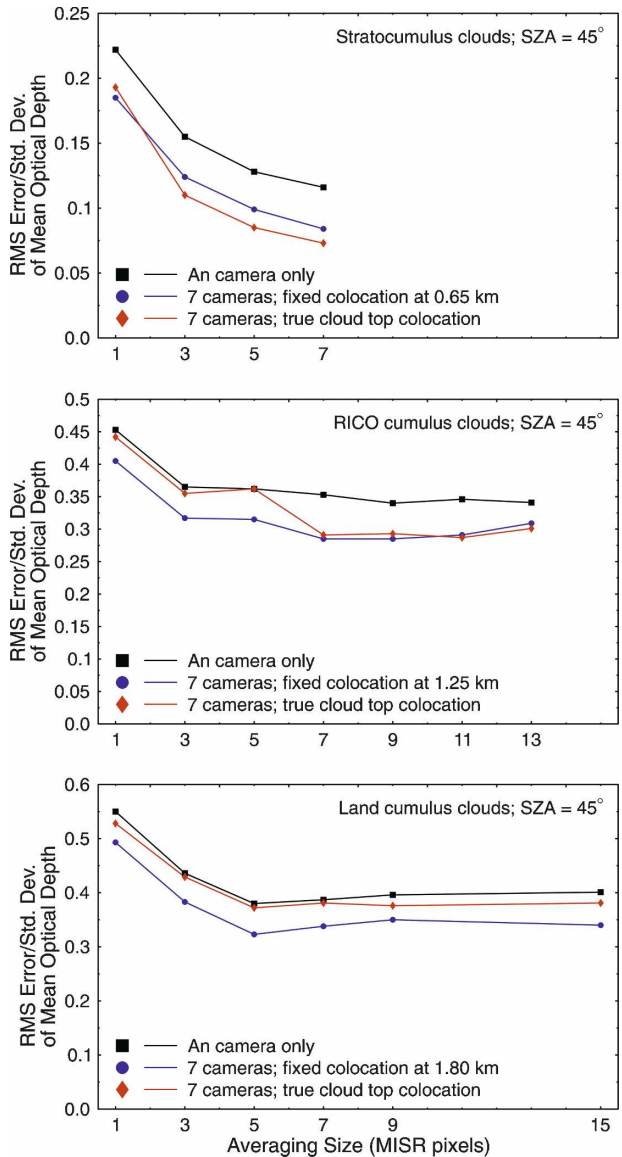 Stratocumulus clouds; SZA = 45°
RMS Error/Std. Dev.
of Mean Optical Depth
0.25
0.20
0.15
0.10
0.05
0.0
An camera only
7 cameras; fixed colocation at 0.65 km
7 cameras; true cloud top colocation
1 3 5 7
RICO cumulus clouds; SZA = 45°
RMS Error/Std. Dev.
of Mean Optical Depth
0.5
0.45
0.4
0.35
0.3
0.25
0.2
0.15
0.1
0.05
0.0
An camera only
7 cameras; fixed colocation at 1.25 km
7 cameras; true cloud top colocation
1 3 5 7 9 11 13
Land cumulus clouds; SZA = 45°
RMS Error/Std. Dev.
of Mean Optical Depth
0.6
0.5
0.4
0.3
0.2
0.1
0.0
An camera only
7 cameras; fixed colocation at 1.80 km
7 cameras; true cloud top colocation
1 3 5 7 9 15
Averaging Size (MISR pixels)